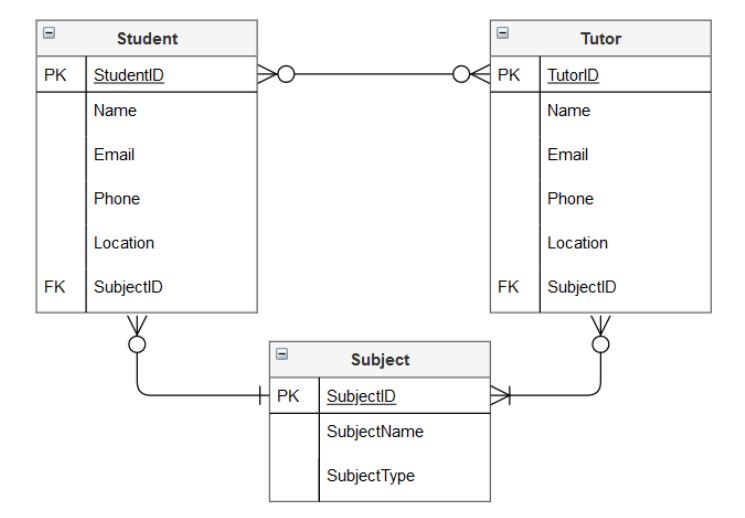 Student
PK StudentID
Name
Email
Phone
Location
FK SubjectID
Tutor
PK TutorID
Name
Email
Phone
Location
FK SubjectID
Subject
PK SubjectID
SubjectName
SubjectType